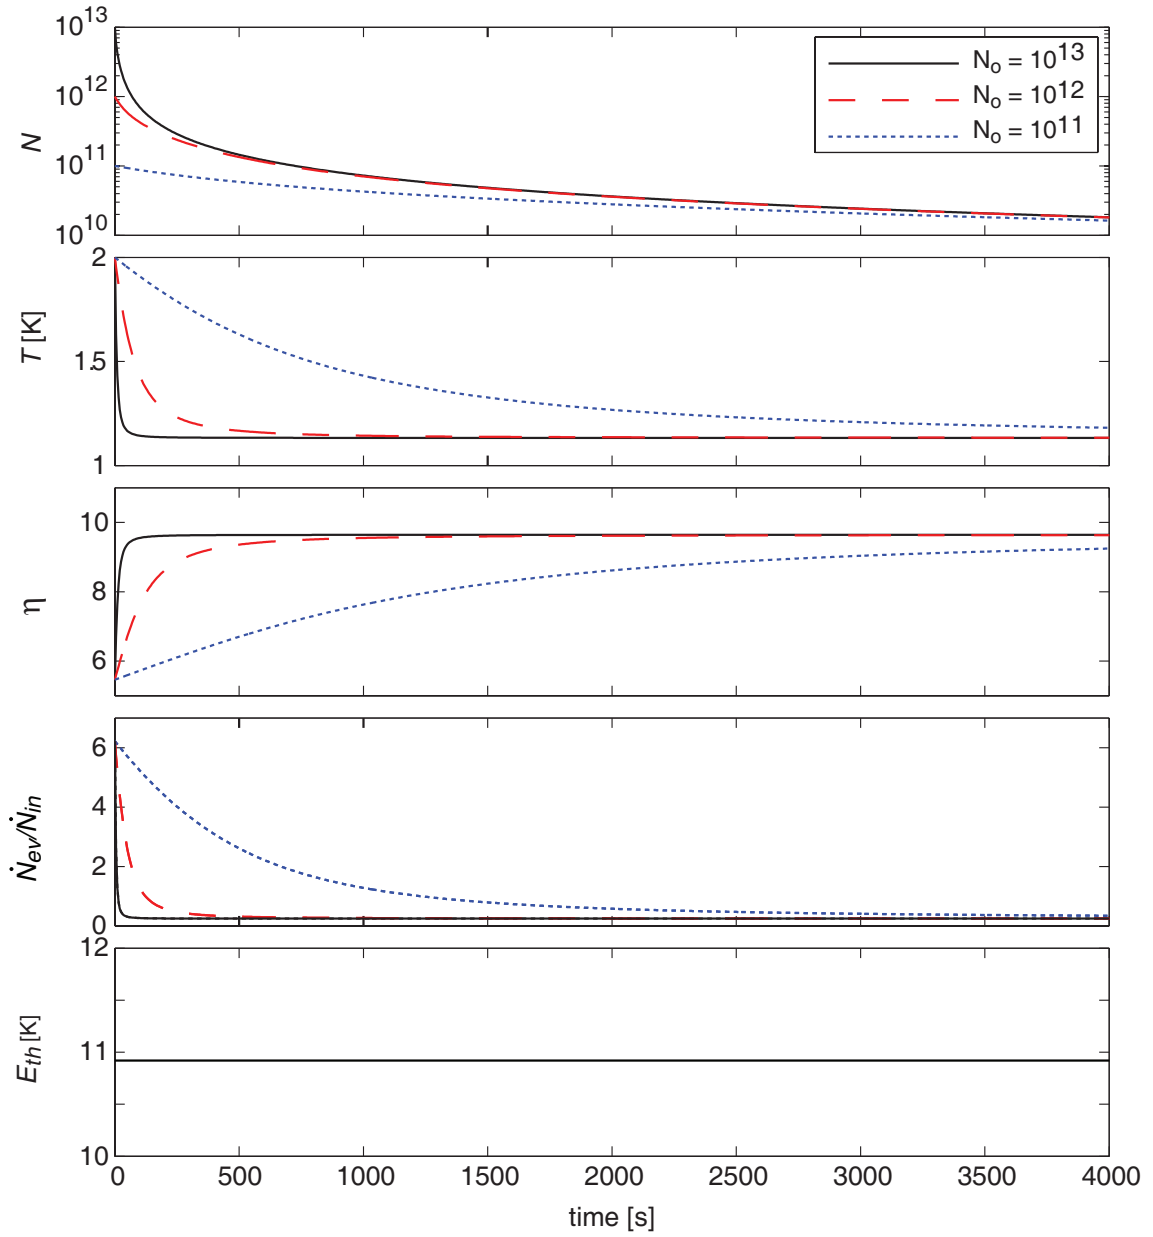 10^13
10^12
10^11
10^10
N
N_o = 10^13
N_o = 10^12
N_o = 10^11
2
1.5
1
T [K]
10
8
6
η
6
4
2
0
Ṅ_ev/Ṅ_in
12
11
10
E_th [K]
0 500 1000 1500 2000 2500 3000 3500 4000
time [s]